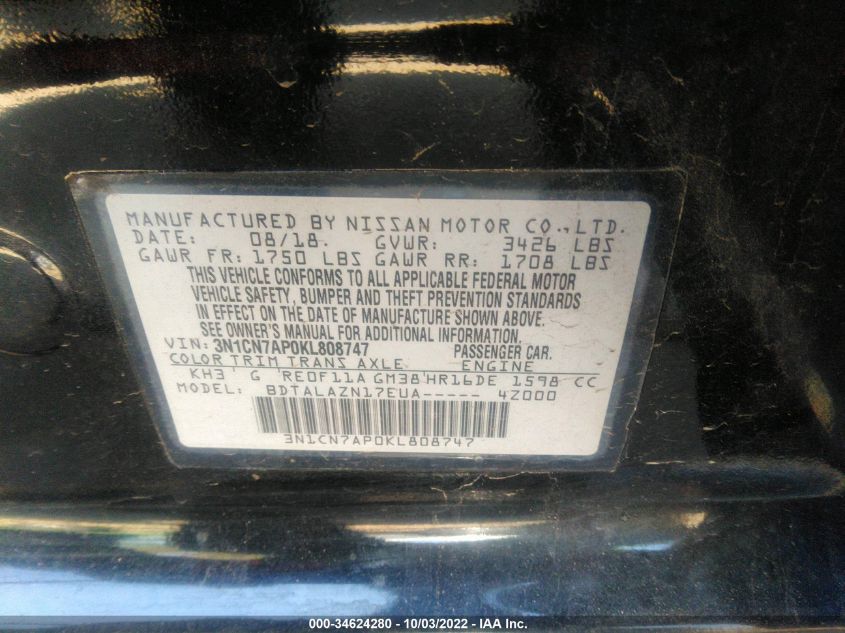 MANUFACTURED BY NISSAN MOTOR CO.,LTD.
DATE: 08/18. GVWR: 3426 LBS
GAWR FR: 1750 LBS GAWR RR: 1708 LBS
THIS VEHICLE CONFORMS TO ALL APPLICABLE FEDERAL MOTOR
VEHICLE SAFETY, BUMPER AND THEFT PREVENTION STANDARDS
IN EFFECT ON THE DATE OF MANUFACTURE SHOWN ABOVE.
SEE OWNER'S MANUAL FOR ADDITIONAL INFORMATION.
VIN: 3N1CN7AP0KL808747 PASSENGER CAR.
COLOR TRIM TRANS AXLE ENGINE
KH3' G 'RE0F11A GM38'HR16DE 1598 CC
MODEL: BDTALAZN17EUA----- 4Z000
3N1CN7AP0KL808747
000-34624280 - 10/03/2022 - IAA Inc.